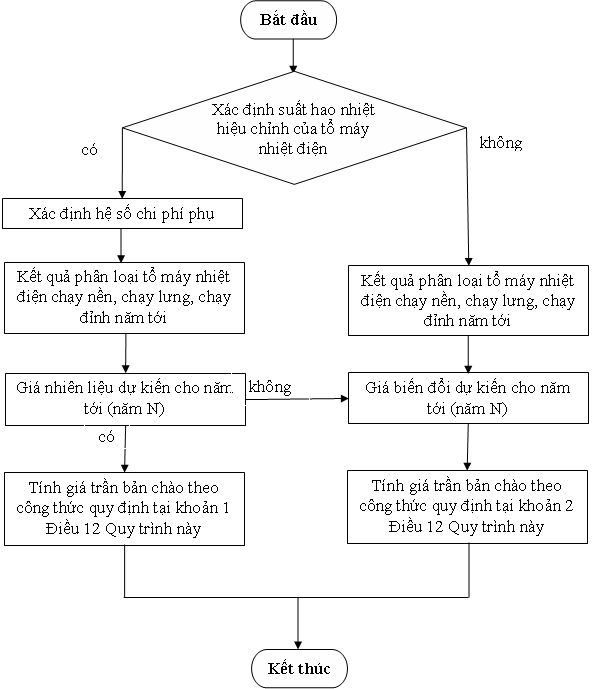 Bắt đầu
Xác định suất hao nhiệt
hiệu chỉnh của tổ máy
nhiệt điện
có
không
Xác định hệ số chi phí phụ
Kết quả phân loại tổ máy nhiệt
điện chạy nền, chạy lưng, chạy
đỉnh năm tới
Kết quả phân loại tổ máy nhiệt
điện chạy nền, chạy lưng, chạy
đỉnh năm tới
Giá nhiên liệu dự kiến cho năm
tới (năm N)
không
Giá biến đổi dự kiến cho năm
tới (năm N)
có
Tính giá trần bản chào theo
công thức quy định tại khoản 1
Điều 12 Quy trình này
Tính giá trần bản chào theo
công thức quy định tại khoản 2
Điều 12 Quy trình này
Kết thúc